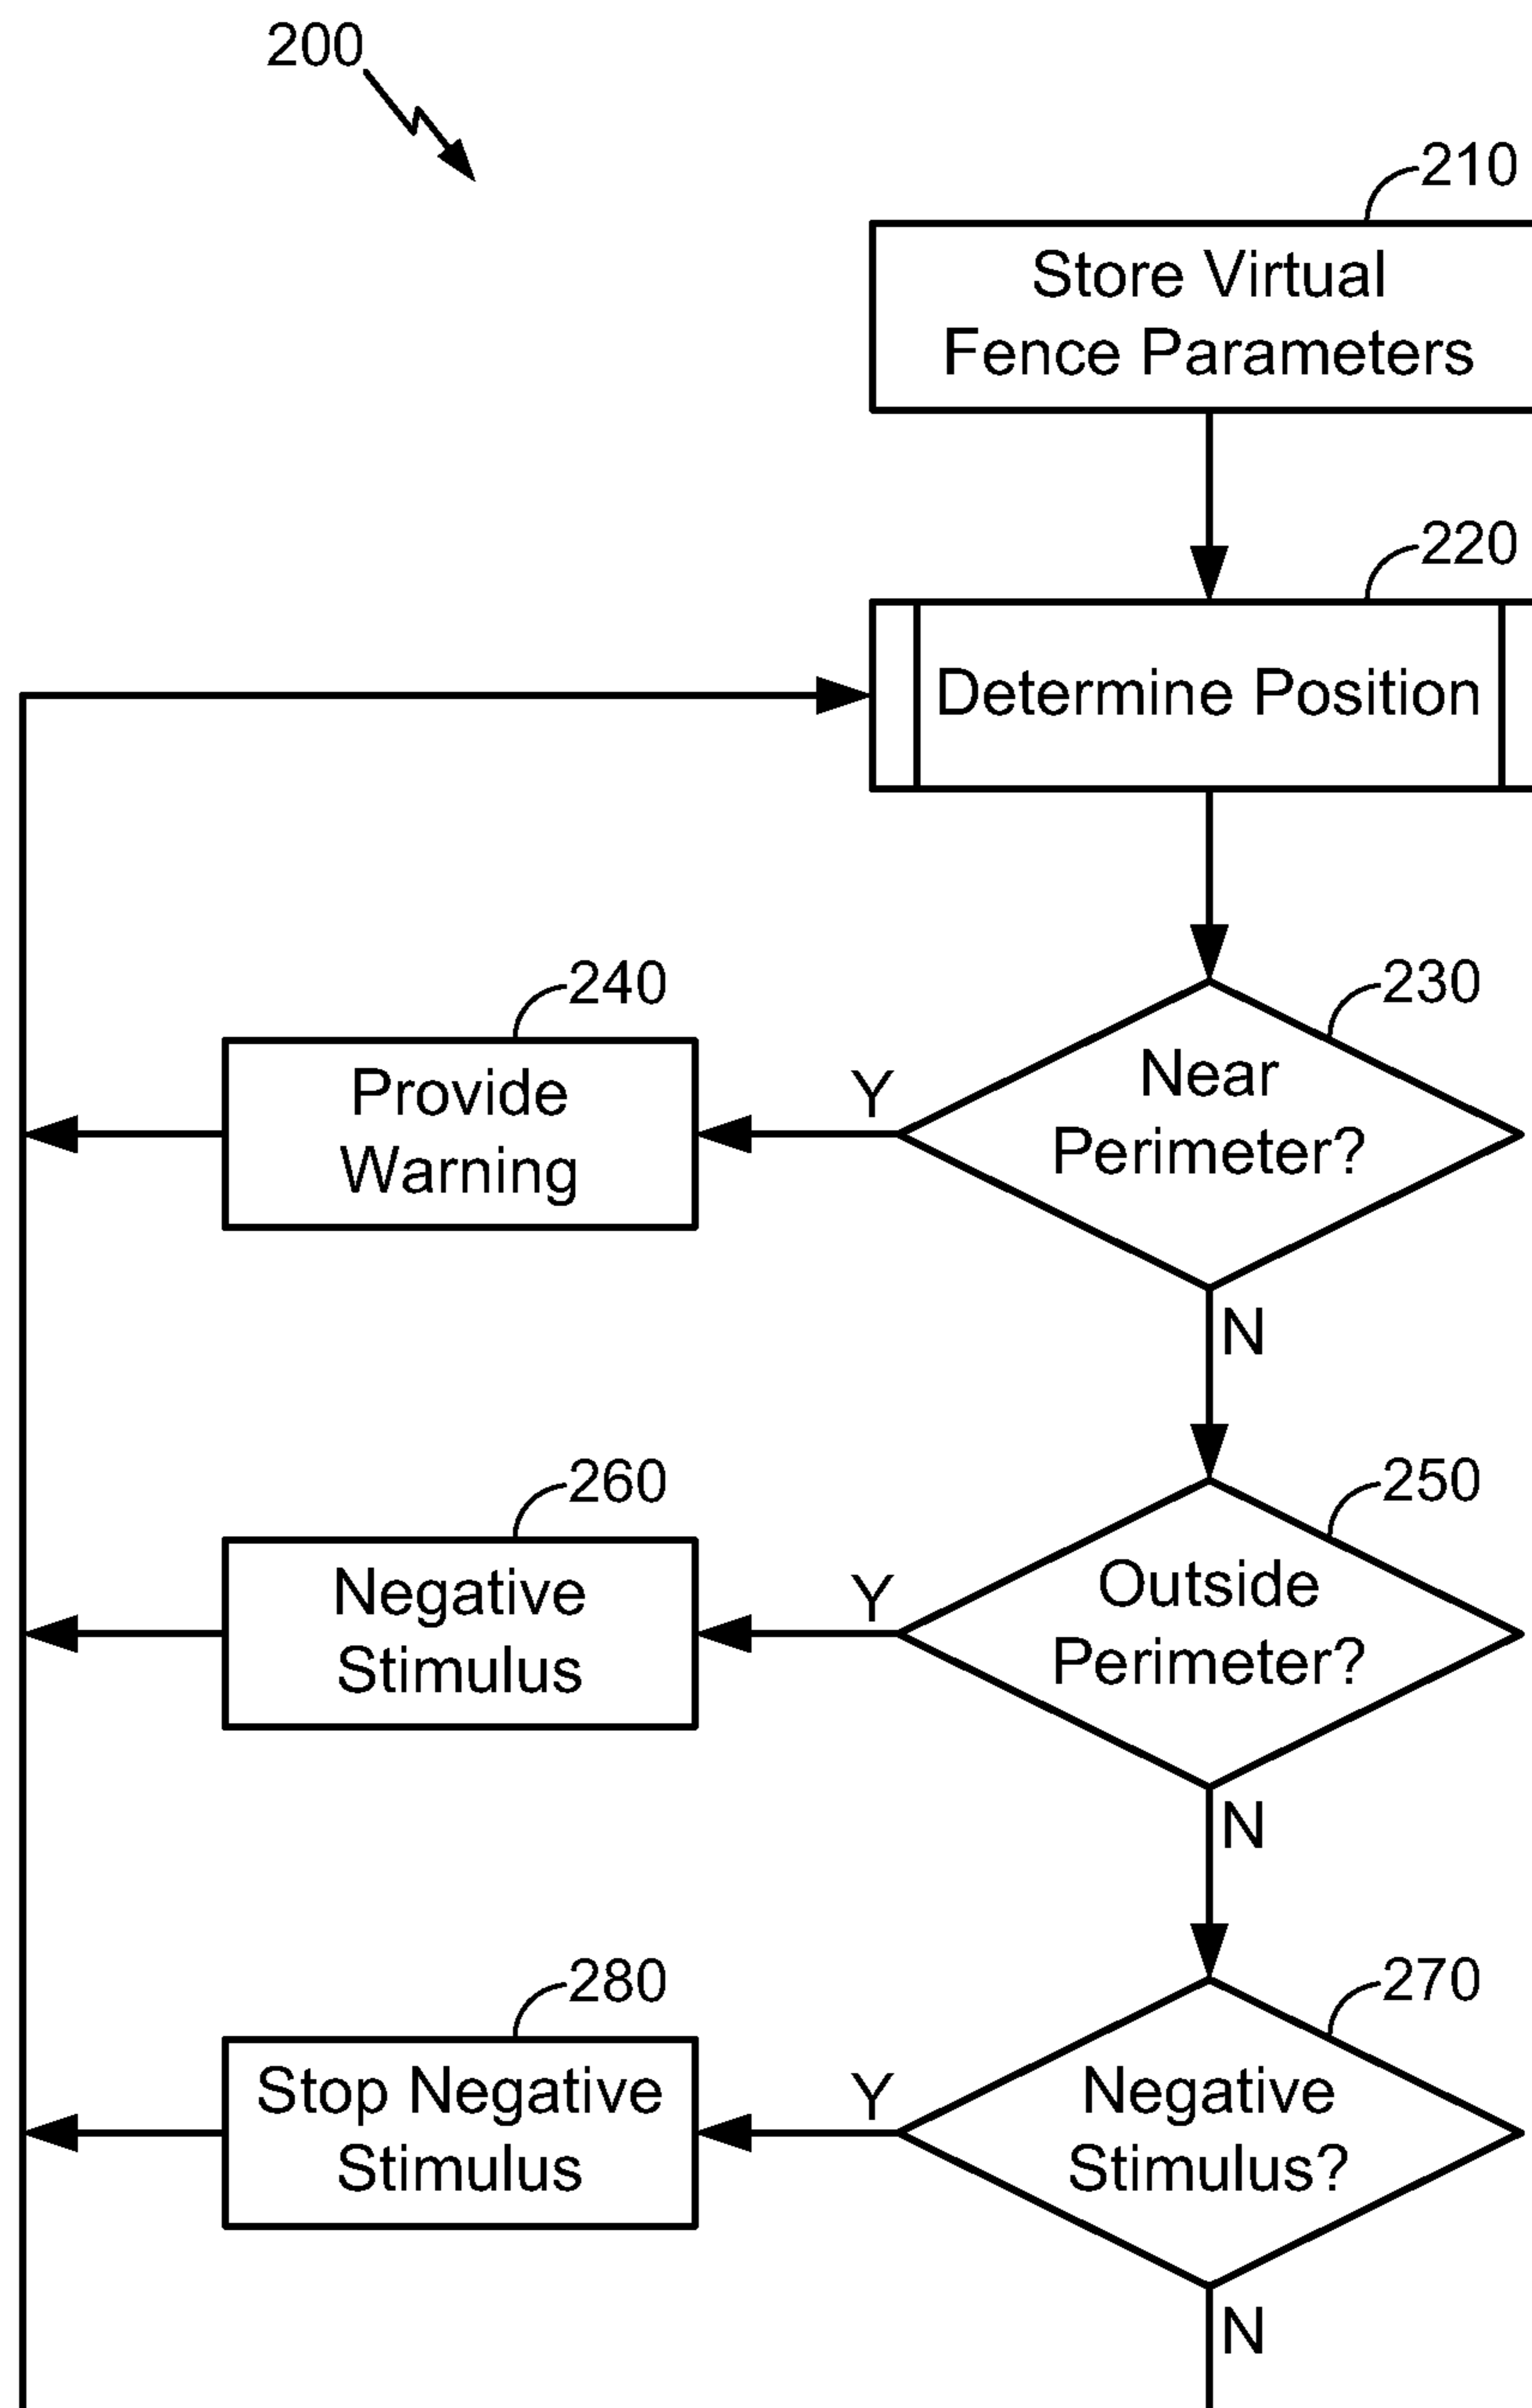 200
210
Store Virtual
Fence Parameters
220
Determine Position
240
230
Provide
Warning
Y
Near
Perimeter?
N
260
250
Negative
Stimulus
Y
Outside
Perimeter?
N
280
270
Stop Negative
Stimulus
Y
Negative
Stimulus?
N